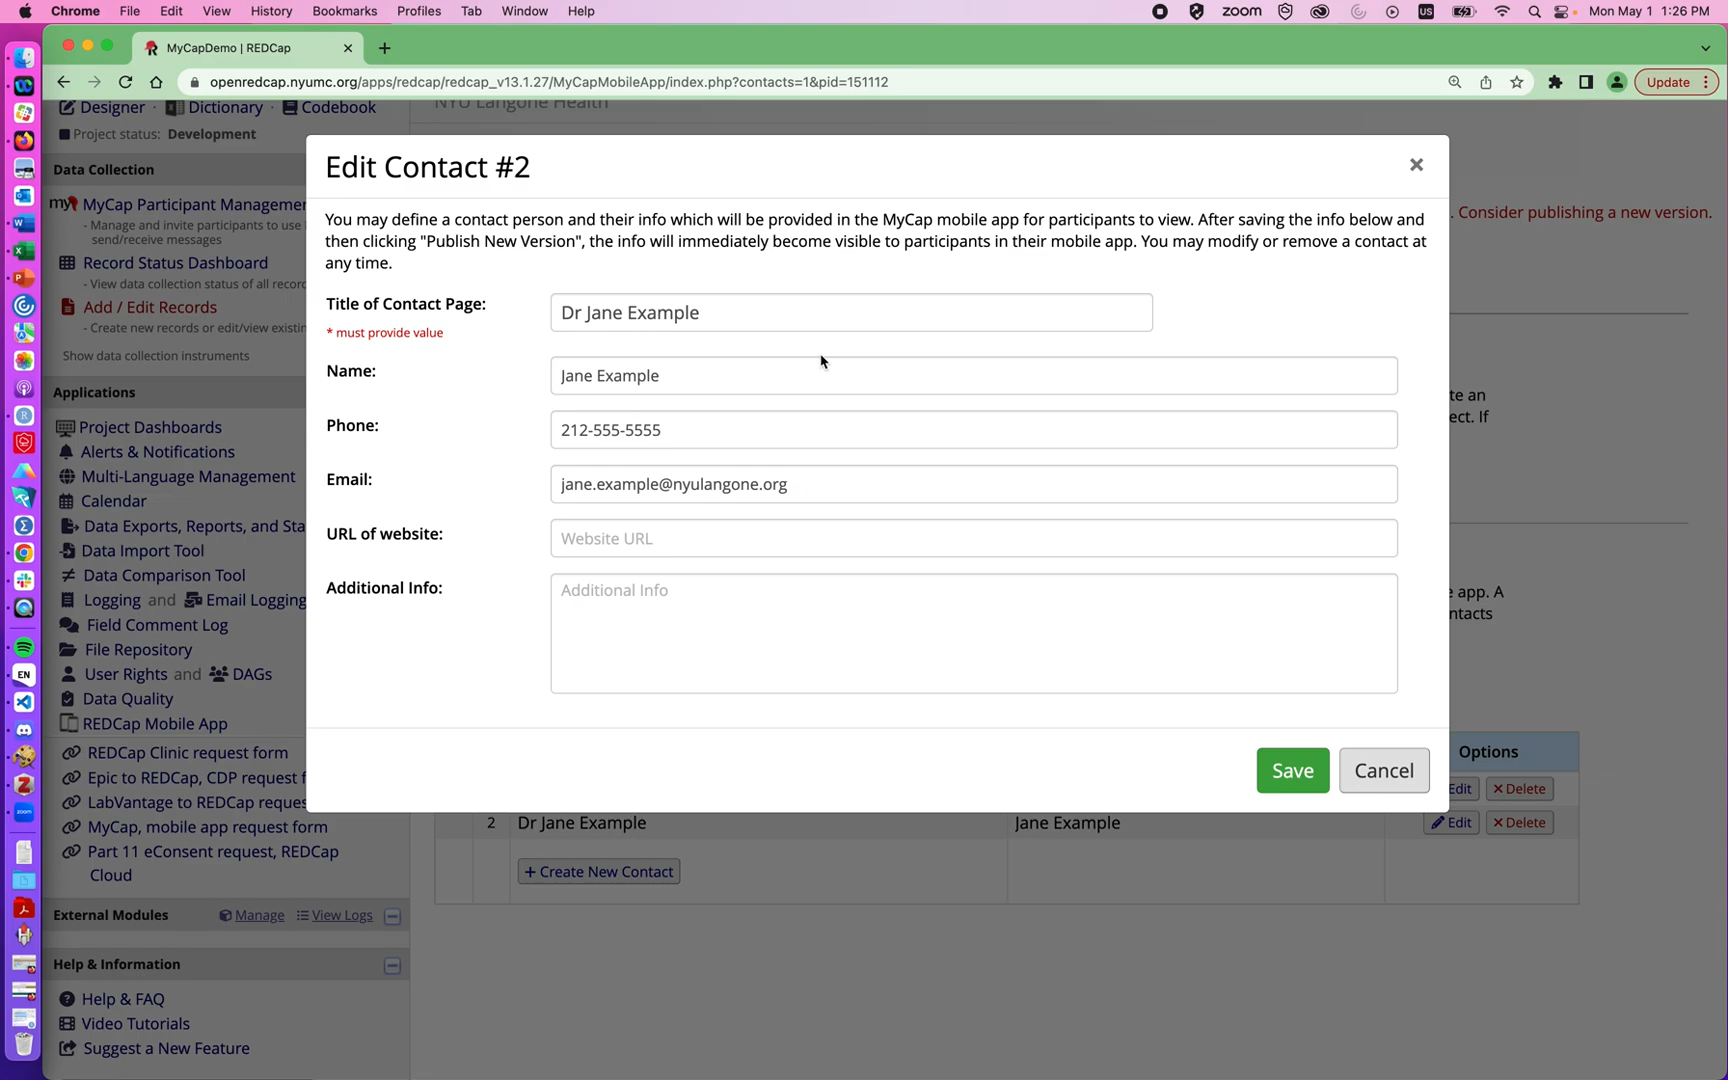 Chrome File Edit View History Bookmarks Profiles Tab Window Help
zoom US Mon May 1 1:26 PM
MyCapDemo | REDCap
openredcap.nyumc.org/apps/redcap/redcap_v13.1.27/MyCapMobileApp/index.php?contacts=1&pid=151112
Update
Designer · Dictionary · Codebook
NYU Langone Health
Project status: Development
Data Collection
my MyCap Participant Managemen
- Manage and invite participants to use
send/receive messages
Record Status Dashboard
- View data collection status of all recor
Add / Edit Records
- Create new records or edit/view existin
Show data collection instruments
Applications
Project Dashboards
Alerts & Notifications
Multi-Language Management
Calendar
Data Exports, Reports, and Sta
Data Import Tool
Data Comparison Tool
Logging and Email Logging
Field Comment Log
File Repository
User Rights and DAGs
Data Quality
REDCap Mobile App
REDCap Clinic request form
Epic to REDCap, CDP request f
LabVantage to REDCap reque
MyCap, mobile app request form
Part 11 eConsent request, REDCap
Cloud
External Modules Manage View Logs
Help & Information
Help & FAQ
Video Tutorials
Suggest a New Feature
EN
zoom
Edit Contact #2
×
You may define a contact person and their info which will be provided in the MyCap mobile app for participants to view. After saving the info below and
then clicking "Publish New Version", the info will immediately become visible to participants in their mobile app. You may modify or remove a contact at
any time.
Title of Contact Page: Dr Jane Example
* must provide value
Name: Jane Example
Phone: 212-555-5555
Email: jane.example@nyulangone.org
URL of website: Website URL
Additional Info: Additional Info
Save Cancel
. Consider publishing a new version.
te an
ect. If
e app. A
ntacts
Options
Edit Delete
2 Dr Jane Example Jane Example Edit Delete
+ Create New Contact